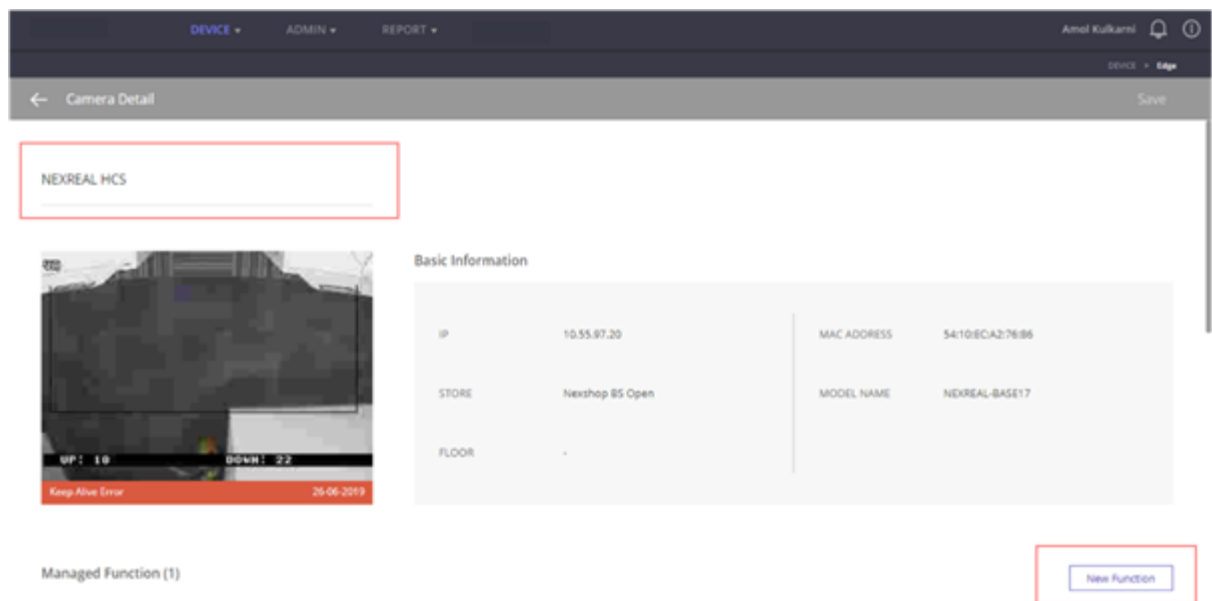 DEVICE ADMIN REPORT Amol Kulkarni
DEVICE > Edge
Camera Detail Save
NEXREAL HCS
Basic Information
IP 10.55.97.20 MAC ADDRESS 54:10:EC:A2:76:B6
STORE Nexshop BS Open MODEL NAME NEXREAL-BASE17
FLOOR -
UP: 10 DOWN: 22
Keep Alive Error 26-06-2019
Managed Function (1) New Function